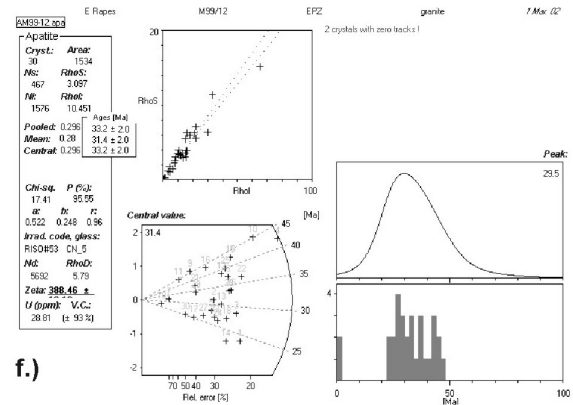 E Rapes M99/12 EPZ granite 1 Mar 02
AM99-12.apa
2 crystals with zero tracks !
Apatite
Cryst.: Area:
30 1534
Ns: RhoS:
467 3.097
Ni: RhoI:
1576 10.451
Ages [Ma]
Pooled: 0.296 33.2 ± 2.0
Mean: 0.28 31.4 ± 2.0
Central: 0.296 33.2 ± 2.0
Chi-sq. P (%):
17.41 95.55
a: b: r:
0.522 0.248 0.96
Irrad. code, glass:
RISO#53 CN_5
Nd: RhoD:
5692 5.79
Zeta: 388.46 ±
U (ppm): V.C.:
28.81 (± 93 %)
20
RhoS
RhoI 100
Central value:
31.4
[Ma]
45
40
35
30
25
2
1
0
-1
-2
70 50 40 30 20
Rel. error [%]
Peak:
29.5
4
2
0
0 50 100
[Ma]
f.)